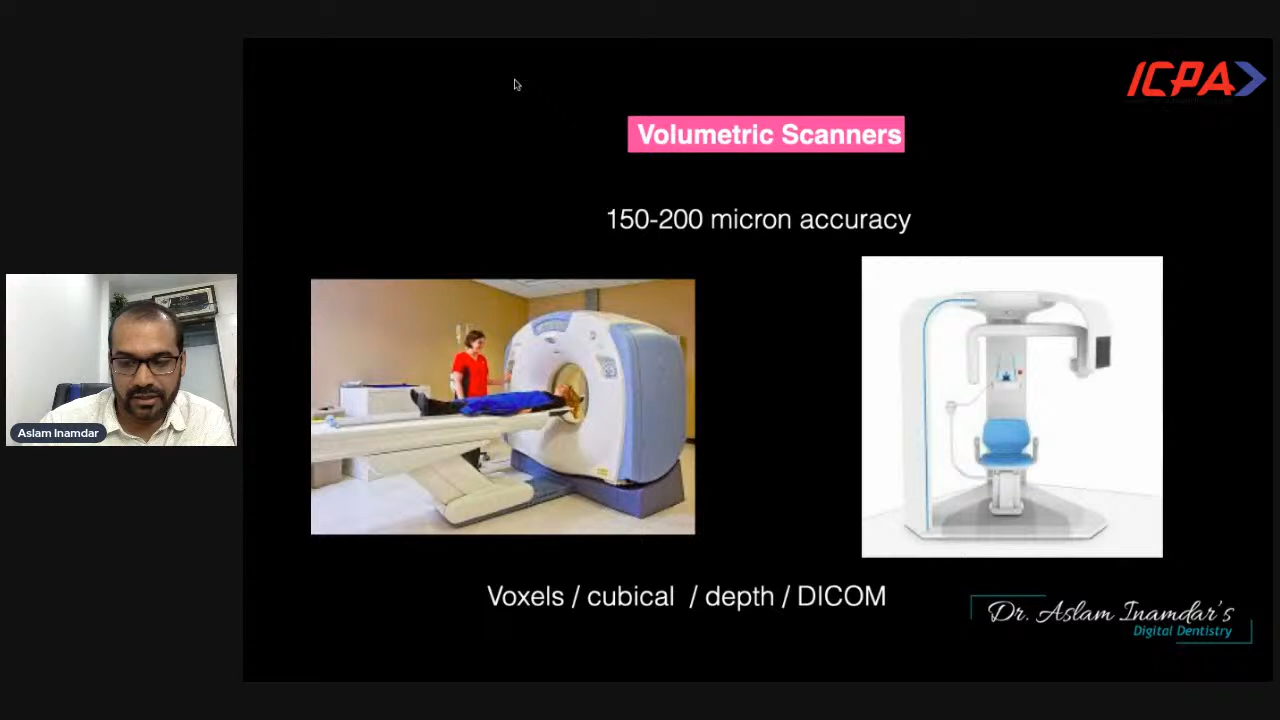 ICPA
Volumetric Scanners
150-200 micron accuracy
Aslam Inamdar
Voxels / cubical / depth / DICOM
Dr. Aslam Inamdar's
Digital Dentistry